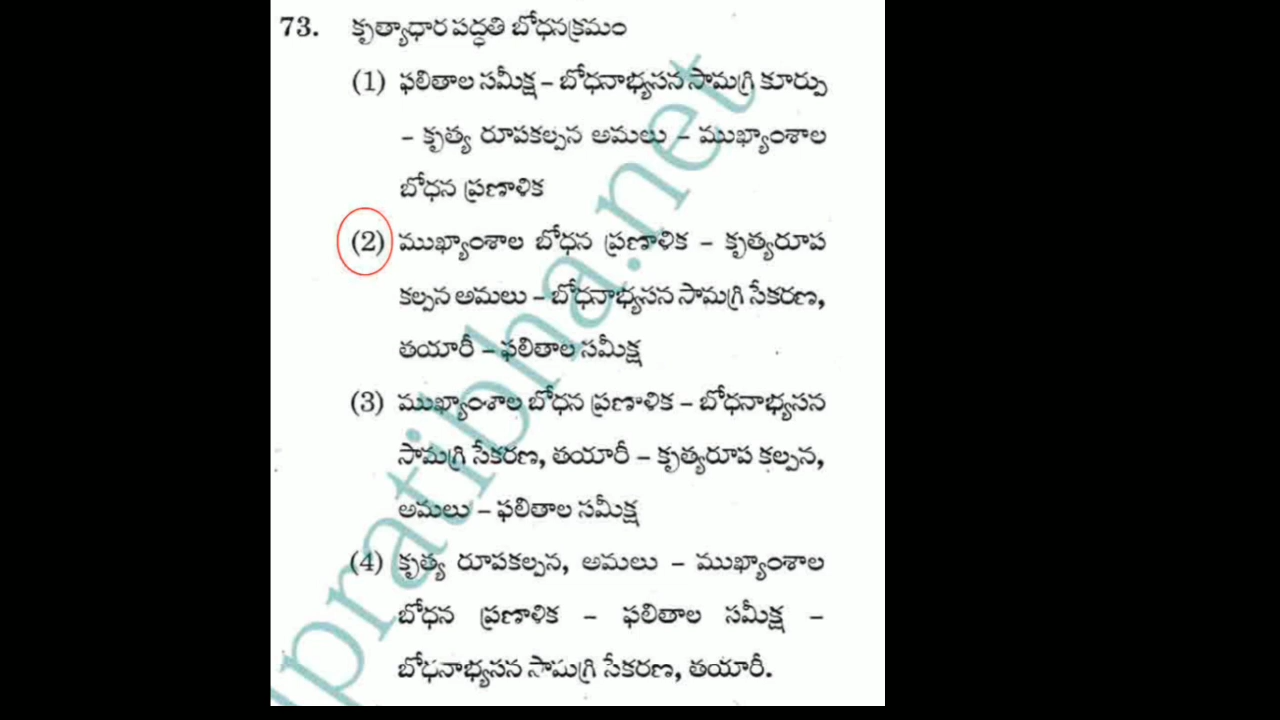 73. కృత్యాధార పద్ధతి బోధనక్రమం
(1) ఫలితాల సమీక్ష – బోధనాభ్యసన సామగ్రి కూర్పు
– కృత్య రూపకల్పన అమలు – ముఖ్యాంశాల
బోధన ప్రణాళిక
(2) ముఖ్యాంశాల బోధన ప్రణాళిక – కృత్యరూప
కల్పన అమలు – బోధనాభ్యసన సామగ్రి సేకరణ,
తయారీ – ఫలితాల సమీక్ష
(3) ముఖ్యాంశాల బోధన ప్రణాళిక – బోధనాభ్యసన
సామగ్రి సేకరణ, తయారీ – కృత్యరూప కల్పన,
అమలు – ఫలితాల సమీక్ష
(4) కృత్య రూపకల్పన, అమలు – ముఖ్యాంశాల
బోధన ప్రణాళిక – ఫలితాల సమీక్ష –
బోధనాభ్యసన సామగ్రి సేకరణ, తయారీ.
pratibha.net